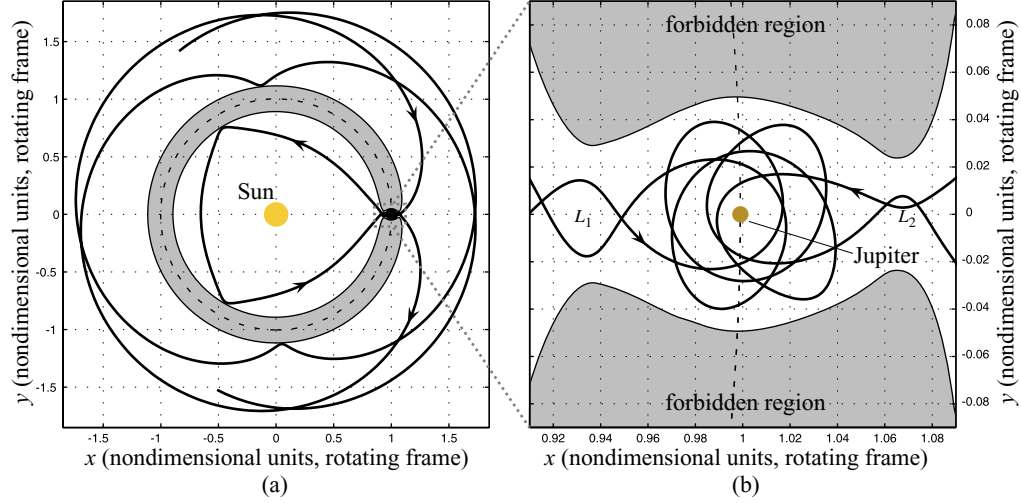 y (nondimensional units, rotating frame)
1.5
1
0.5
0
-0.5
-1
-1.5
Sun
-1.5 -1 -0.5 0 0.5 1 1.5
x (nondimensional units, rotating frame)
(a)
forbidden region
L1
L2
Jupiter
forbidden region
0.08
0.06
0.04
0.02
0
-0.02
-0.04
-0.06
-0.08
y (nondimensional units, rotating frame)
0.92 0.94 0.96 0.98 1 1.02 1.04 1.06 1.08
x (nondimensional units, rotating frame)
(b)